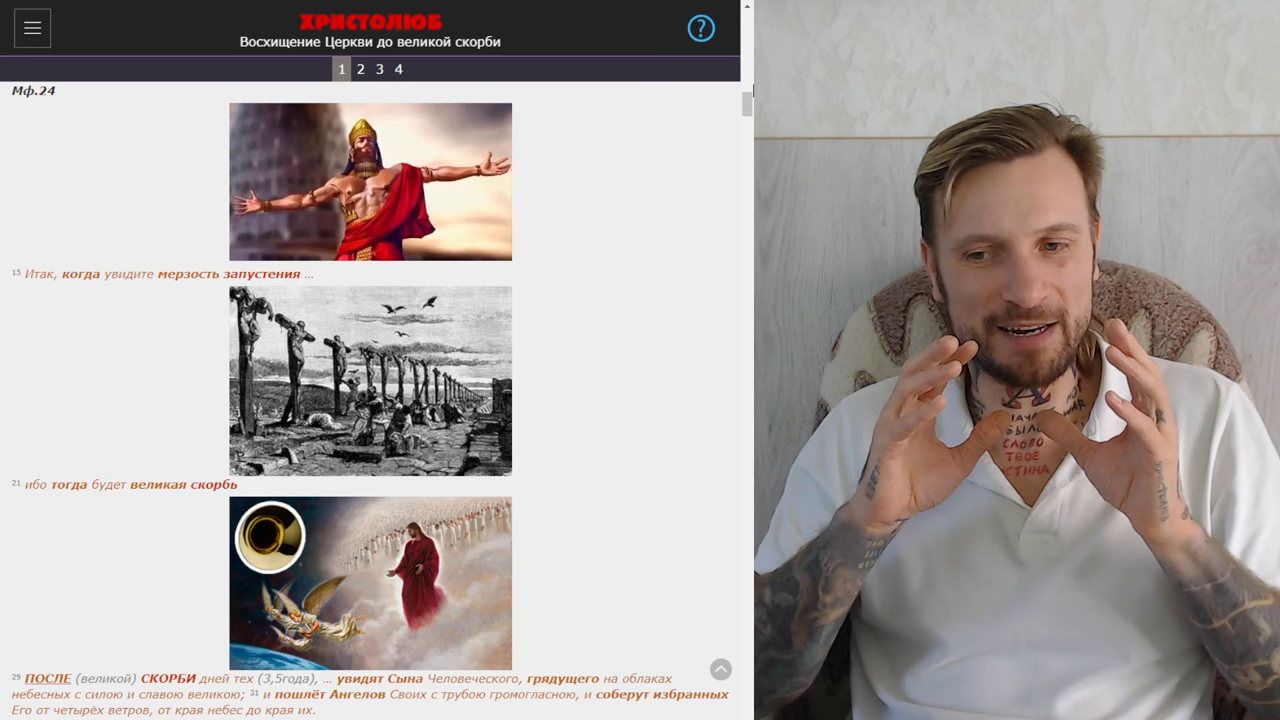 ХРИСТОЛЮБ
Восхищение Церкви до великой скорби
?
1 2 3 4
Мф.24
15 Итак, когда увидите мерзость запустения ...
21 ибо тогда будет великая скорбь
29 ПОСЛЕ (великой) СКОРБИ дней тех (3,5года), ... увидят Сына Человеческого, грядущего на облаках
небесных с силою и славою великою; 31 и пошлёт Ангелов Своих с трубою громогласною, и соберут избранных
Его от четырёх ветров, от края небес до края их.
БЫЛО
СЛОВО
ТВОЕ
ИСТИНА
NOT
WAR